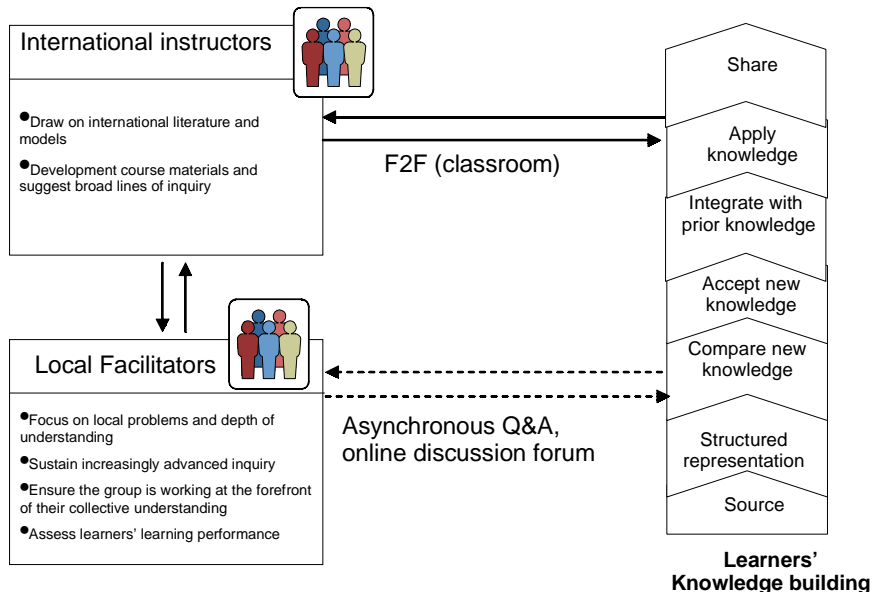 International instructors
●Draw on international literature and
models
●Development course materials and
suggest broad lines of inquiry
F2F (classroom)
Local Facilitators
●Focus on local problems and depth of
understanding
●Sustain increasingly advanced inquiry
●Ensure the group is working at the forefront
of their collective understanding
●Assess learners’ learning performance
Asynchronous Q&A,
online discussion forum
Share
Apply
knowledge
Integrate with
prior knowledge
Accept new
knowledge
Compare new
knowledge
Structured
representation
Source
Learners’
Knowledge building